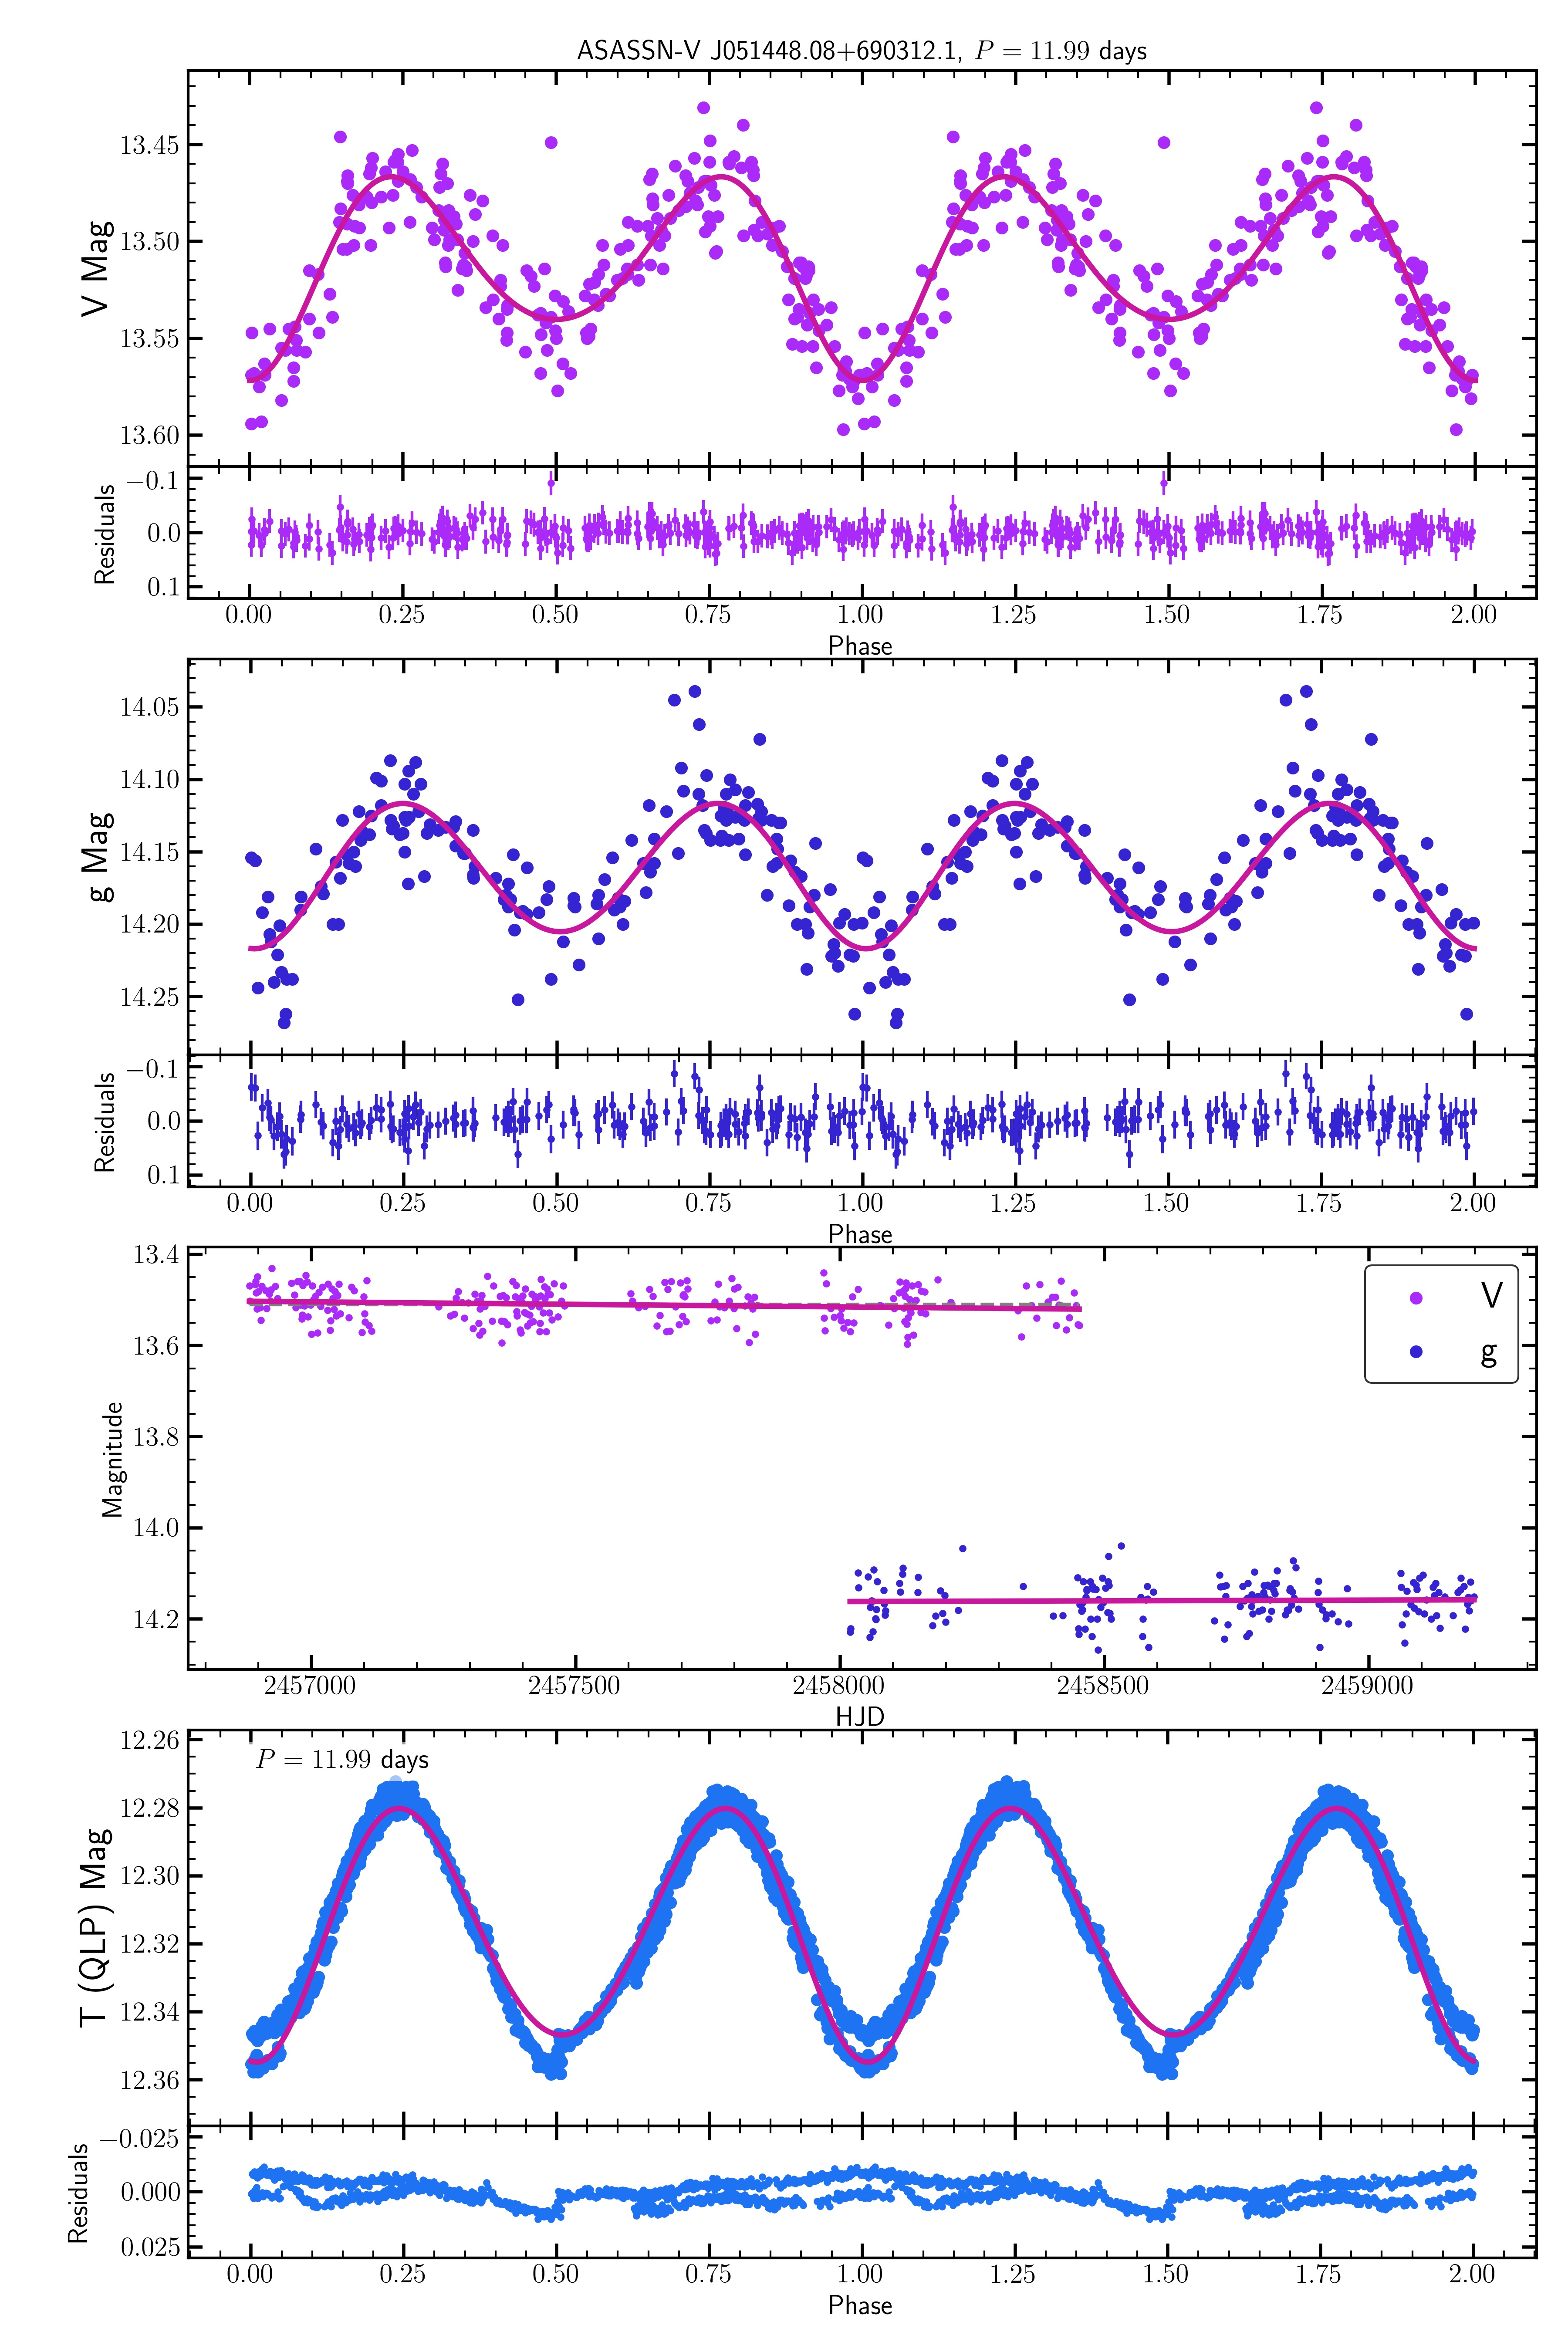 ASASSN-V J051448.08+690312.1, P = 11.99 days
V Mag
13.45
13.50
13.55
13.60
Residuals
−0.1
0.0
0.1
0.00 0.25 0.50 0.75 1.00 1.25 1.50 1.75 2.00
Phase
g Mag
14.05
14.10
14.15
14.20
14.25
Residuals
−0.1
0.0
0.1
0.00 0.25 0.50 0.75 1.00 1.25 1.50 1.75 2.00
Phase
Magnitude
13.4
13.6
13.8
14.0
14.2
V
g
2457000 2457500 2458000 2458500 2459000
HJD
P = 11.99 days
T (QLP) Mag
12.26
12.28
12.30
12.32
12.34
12.36
Residuals
−0.025
0.000
0.025
0.00 0.25 0.50 0.75 1.00 1.25 1.50 1.75 2.00
Phase